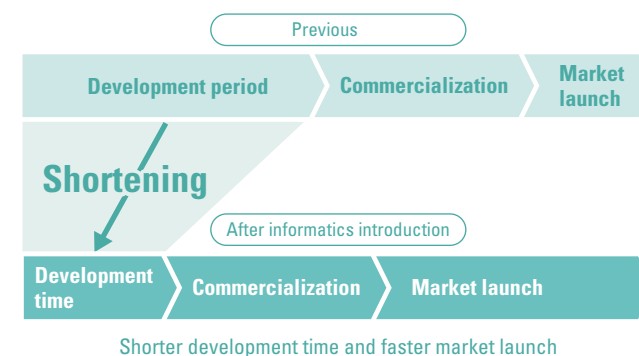 Previous
Development period
Commercialization
Market
launch
Shortening
After informatics introduction
Development
time
Commercialization
Market launch
Shorter development time and faster market launch